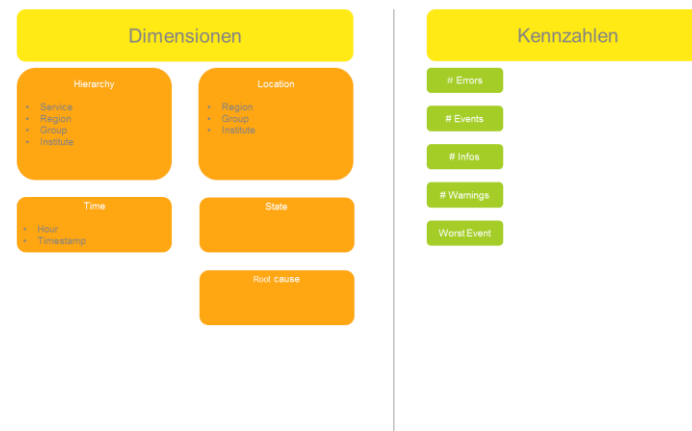 Dimensionen
Hierarchy
• Service
• Region
• Group
• Institute
Location
• Region
• Group
• Institute
Time
• Hour
• Timestamp
State
Root cause
Kennzahlen
# Errors
# Events
# Infos
# Warnings
Worst Event